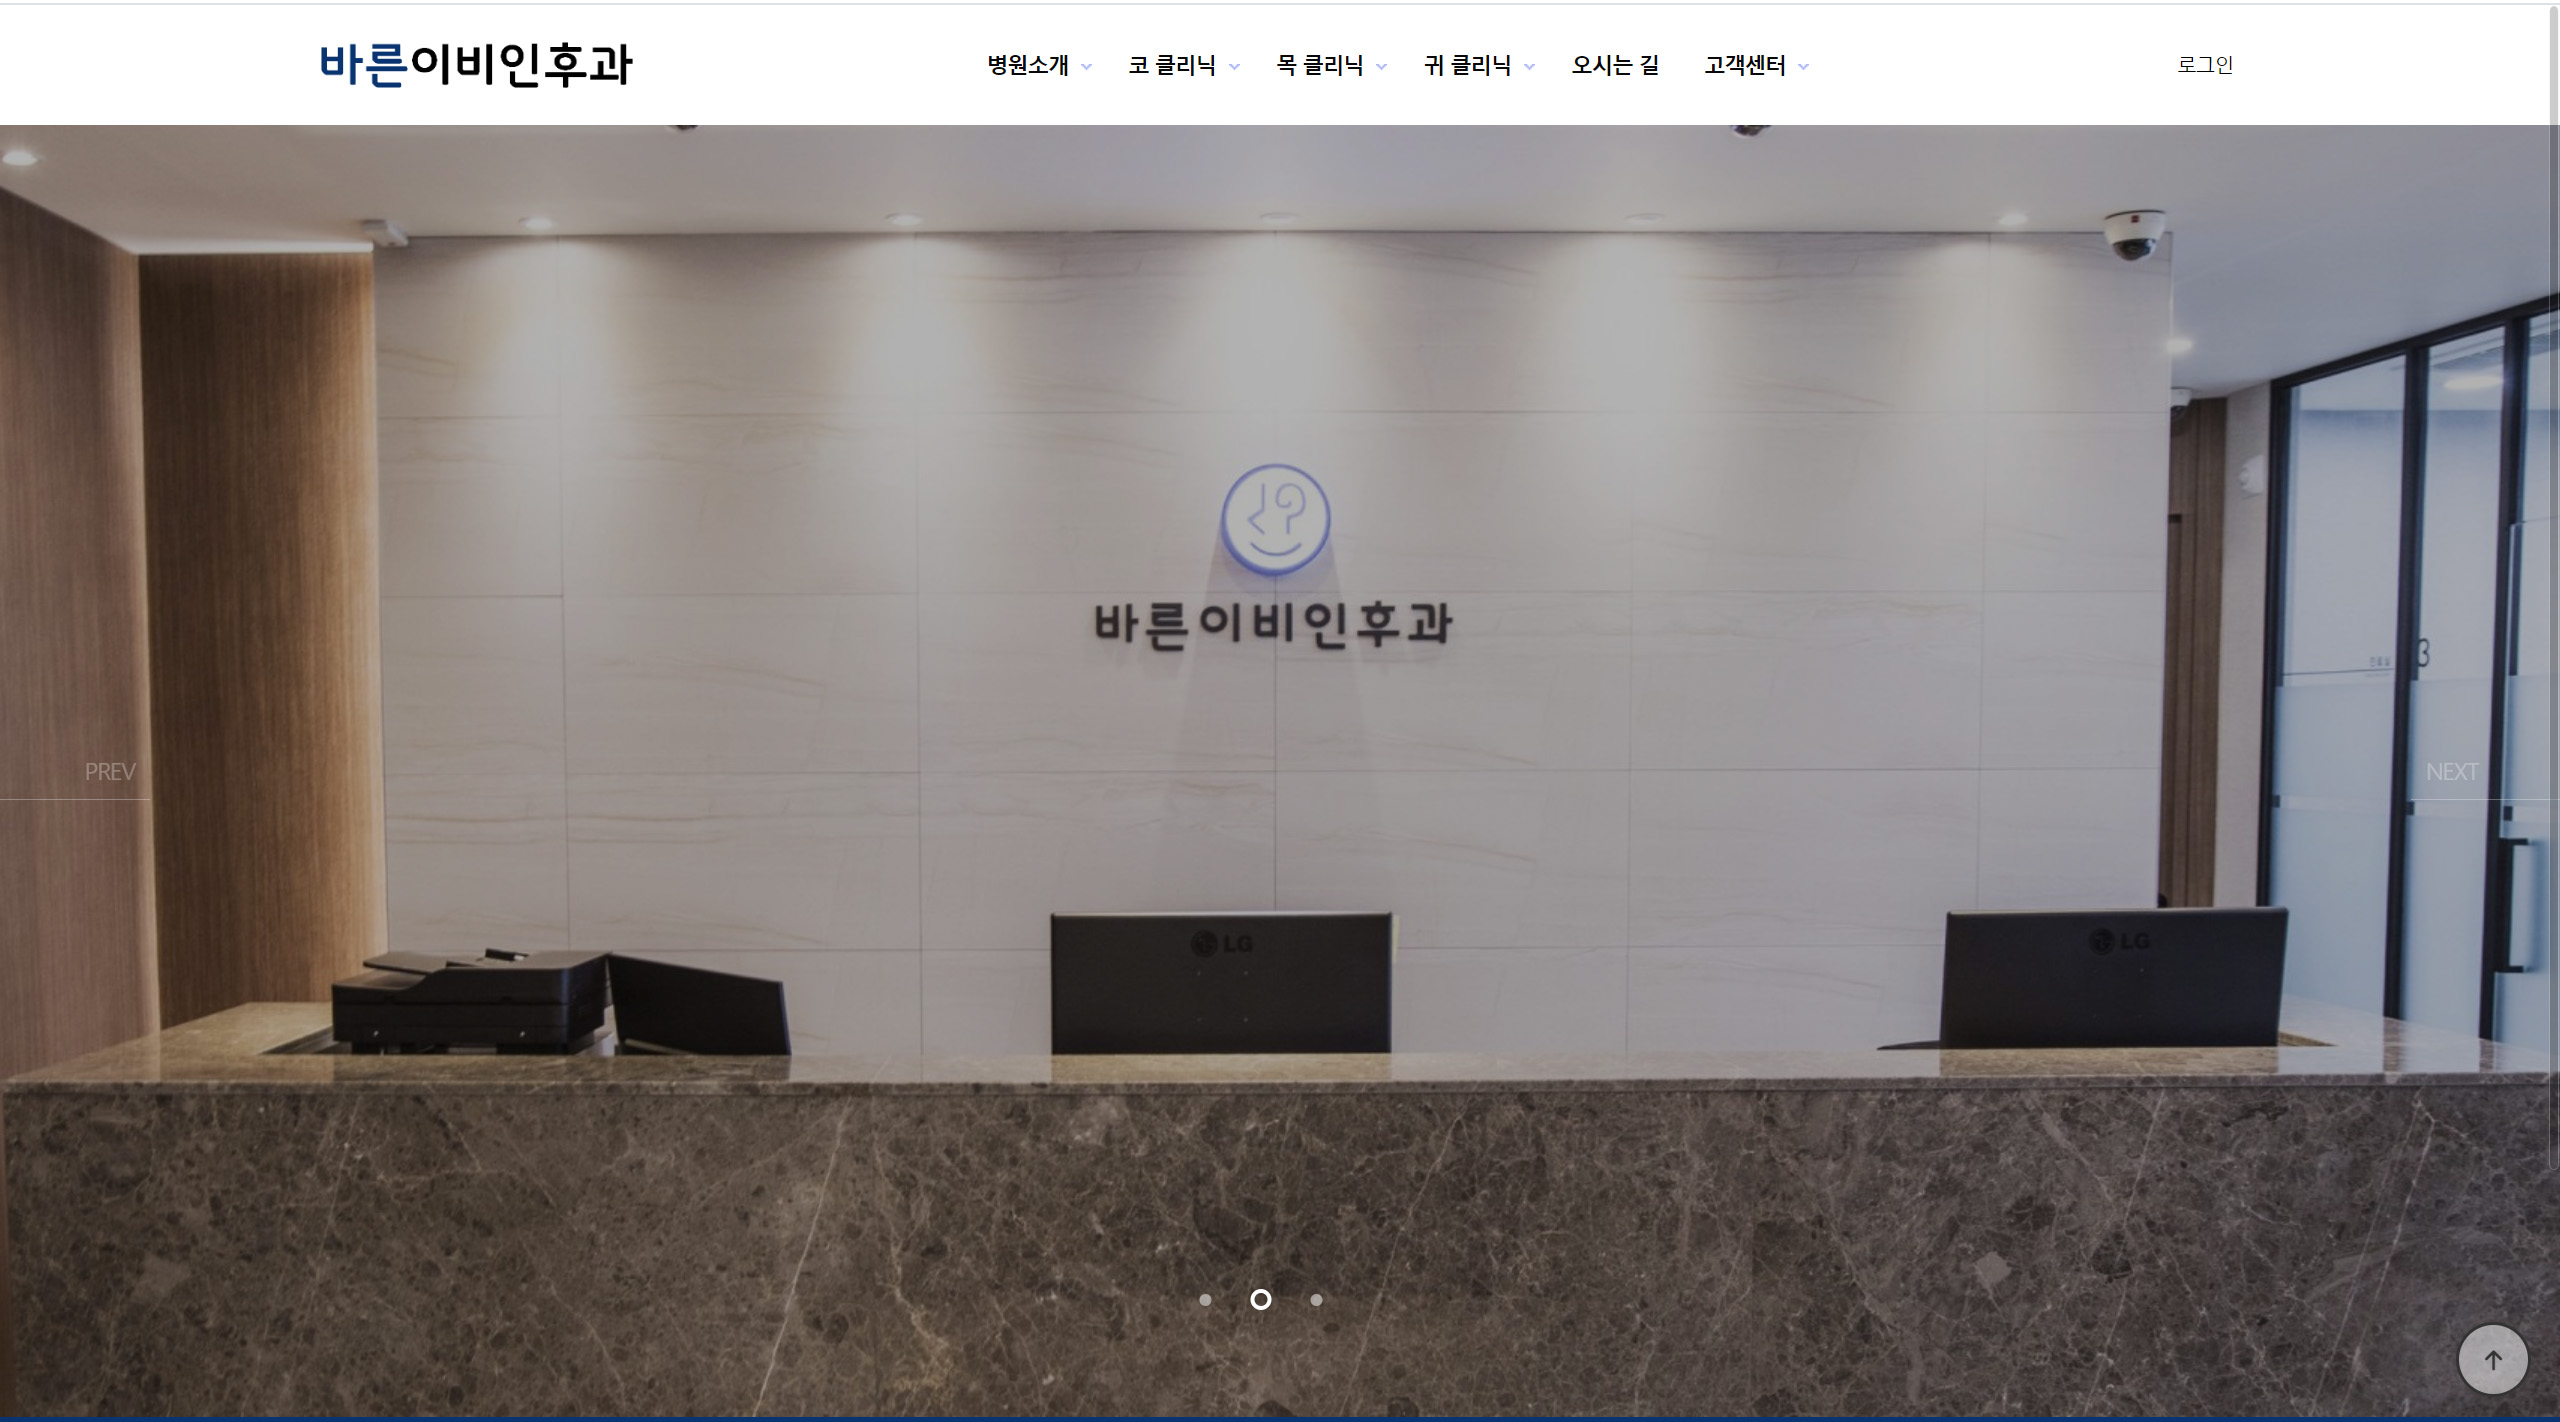 바른이비인후과
병원소개
코 클리닉
목 클리닉
귀 클리닉
오시는 길
고객센터
로그인
바른이비인후과
PREV
NEXT
3
LG
LG